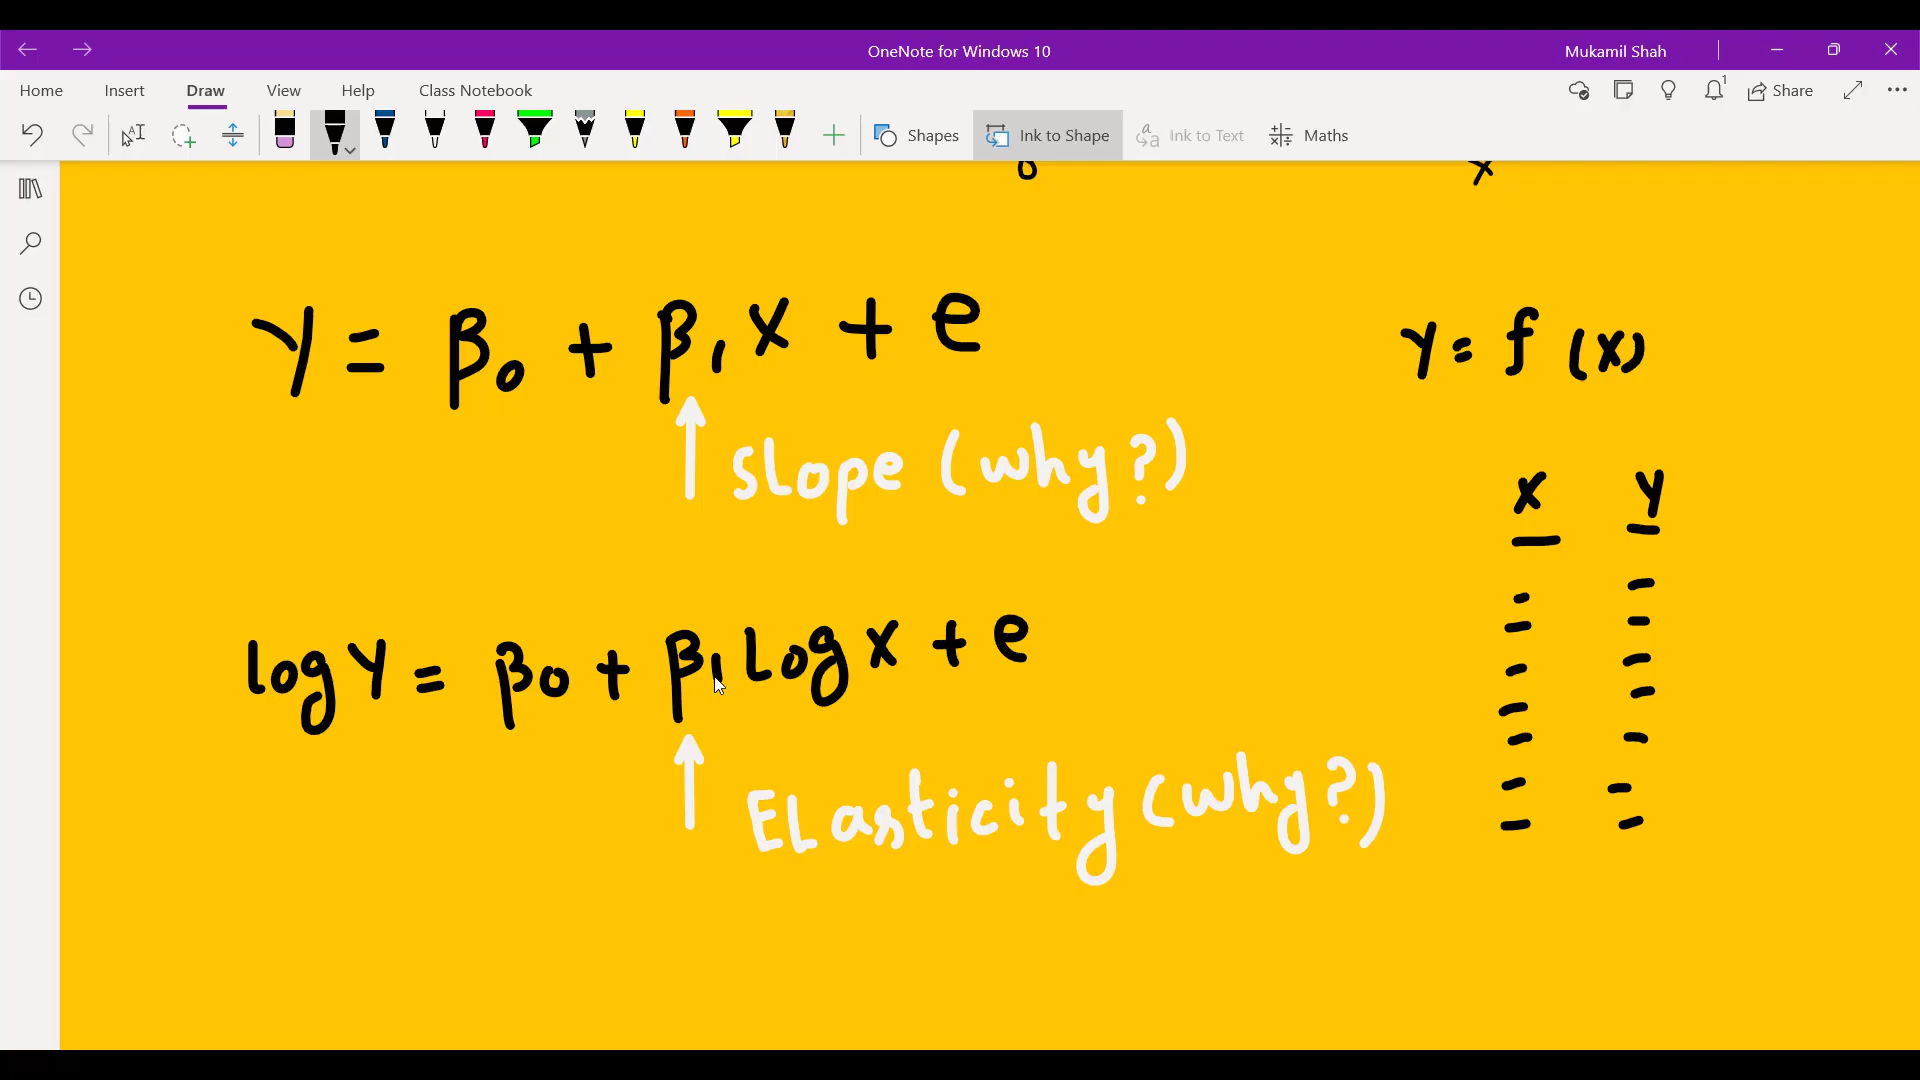 OneNote for Windows 10
Mukamil Shah
Home Insert Draw View Help Class Notebook
1
Share
Shapes Ink to Shape Ink to Text Maths
Y = β₀ + β₁ x + e
Y = f (x)
Slope (why?)
x y
log Y = β0 + β₁ log x + e
Elasticity (why?)